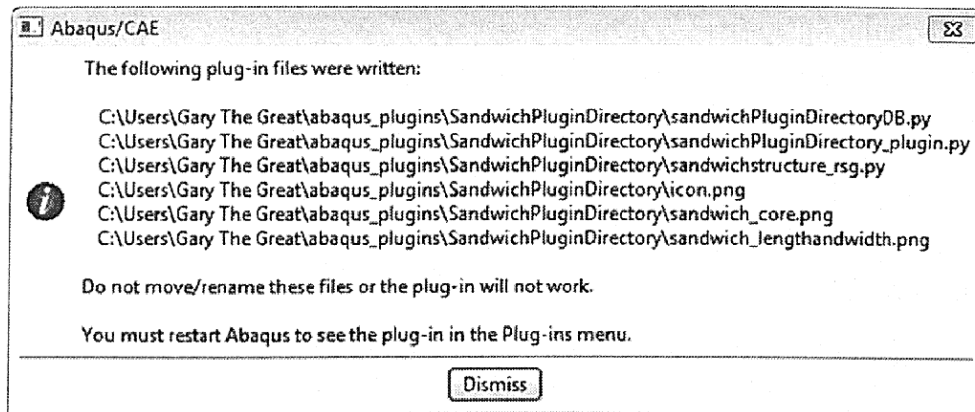 Abaqus/CAE
The following plug-in files were written:
C:\Users\Gary The Great\abaqus_plugins\SandwichPluginDirectory\sandwichPluginDirectoryDB.py
C:\Users\Gary The Great\abaqus_plugins\SandwichPluginDirectory\sandwichPluginDirectory_plugin.py
C:\Users\Gary The Great\abaqus_plugins\SandwichPluginDirectory\sandwichstructure_rsg.py
C:\Users\Gary The Great\abaqus_plugins\SandwichPluginDirectory\icon.png
C:\Users\Gary The Great\abaqus_plugins\SandwichPluginDirectory\sandwich_core.png
C:\Users\Gary The Great\abaqus_plugins\SandwichPluginDirectory\sandwich_lengthandwidth.png
Do not move/rename these files or the plug-in will not work.
You must restart Abaqus to see the plug-in in the Plug-ins menu.
Dismiss